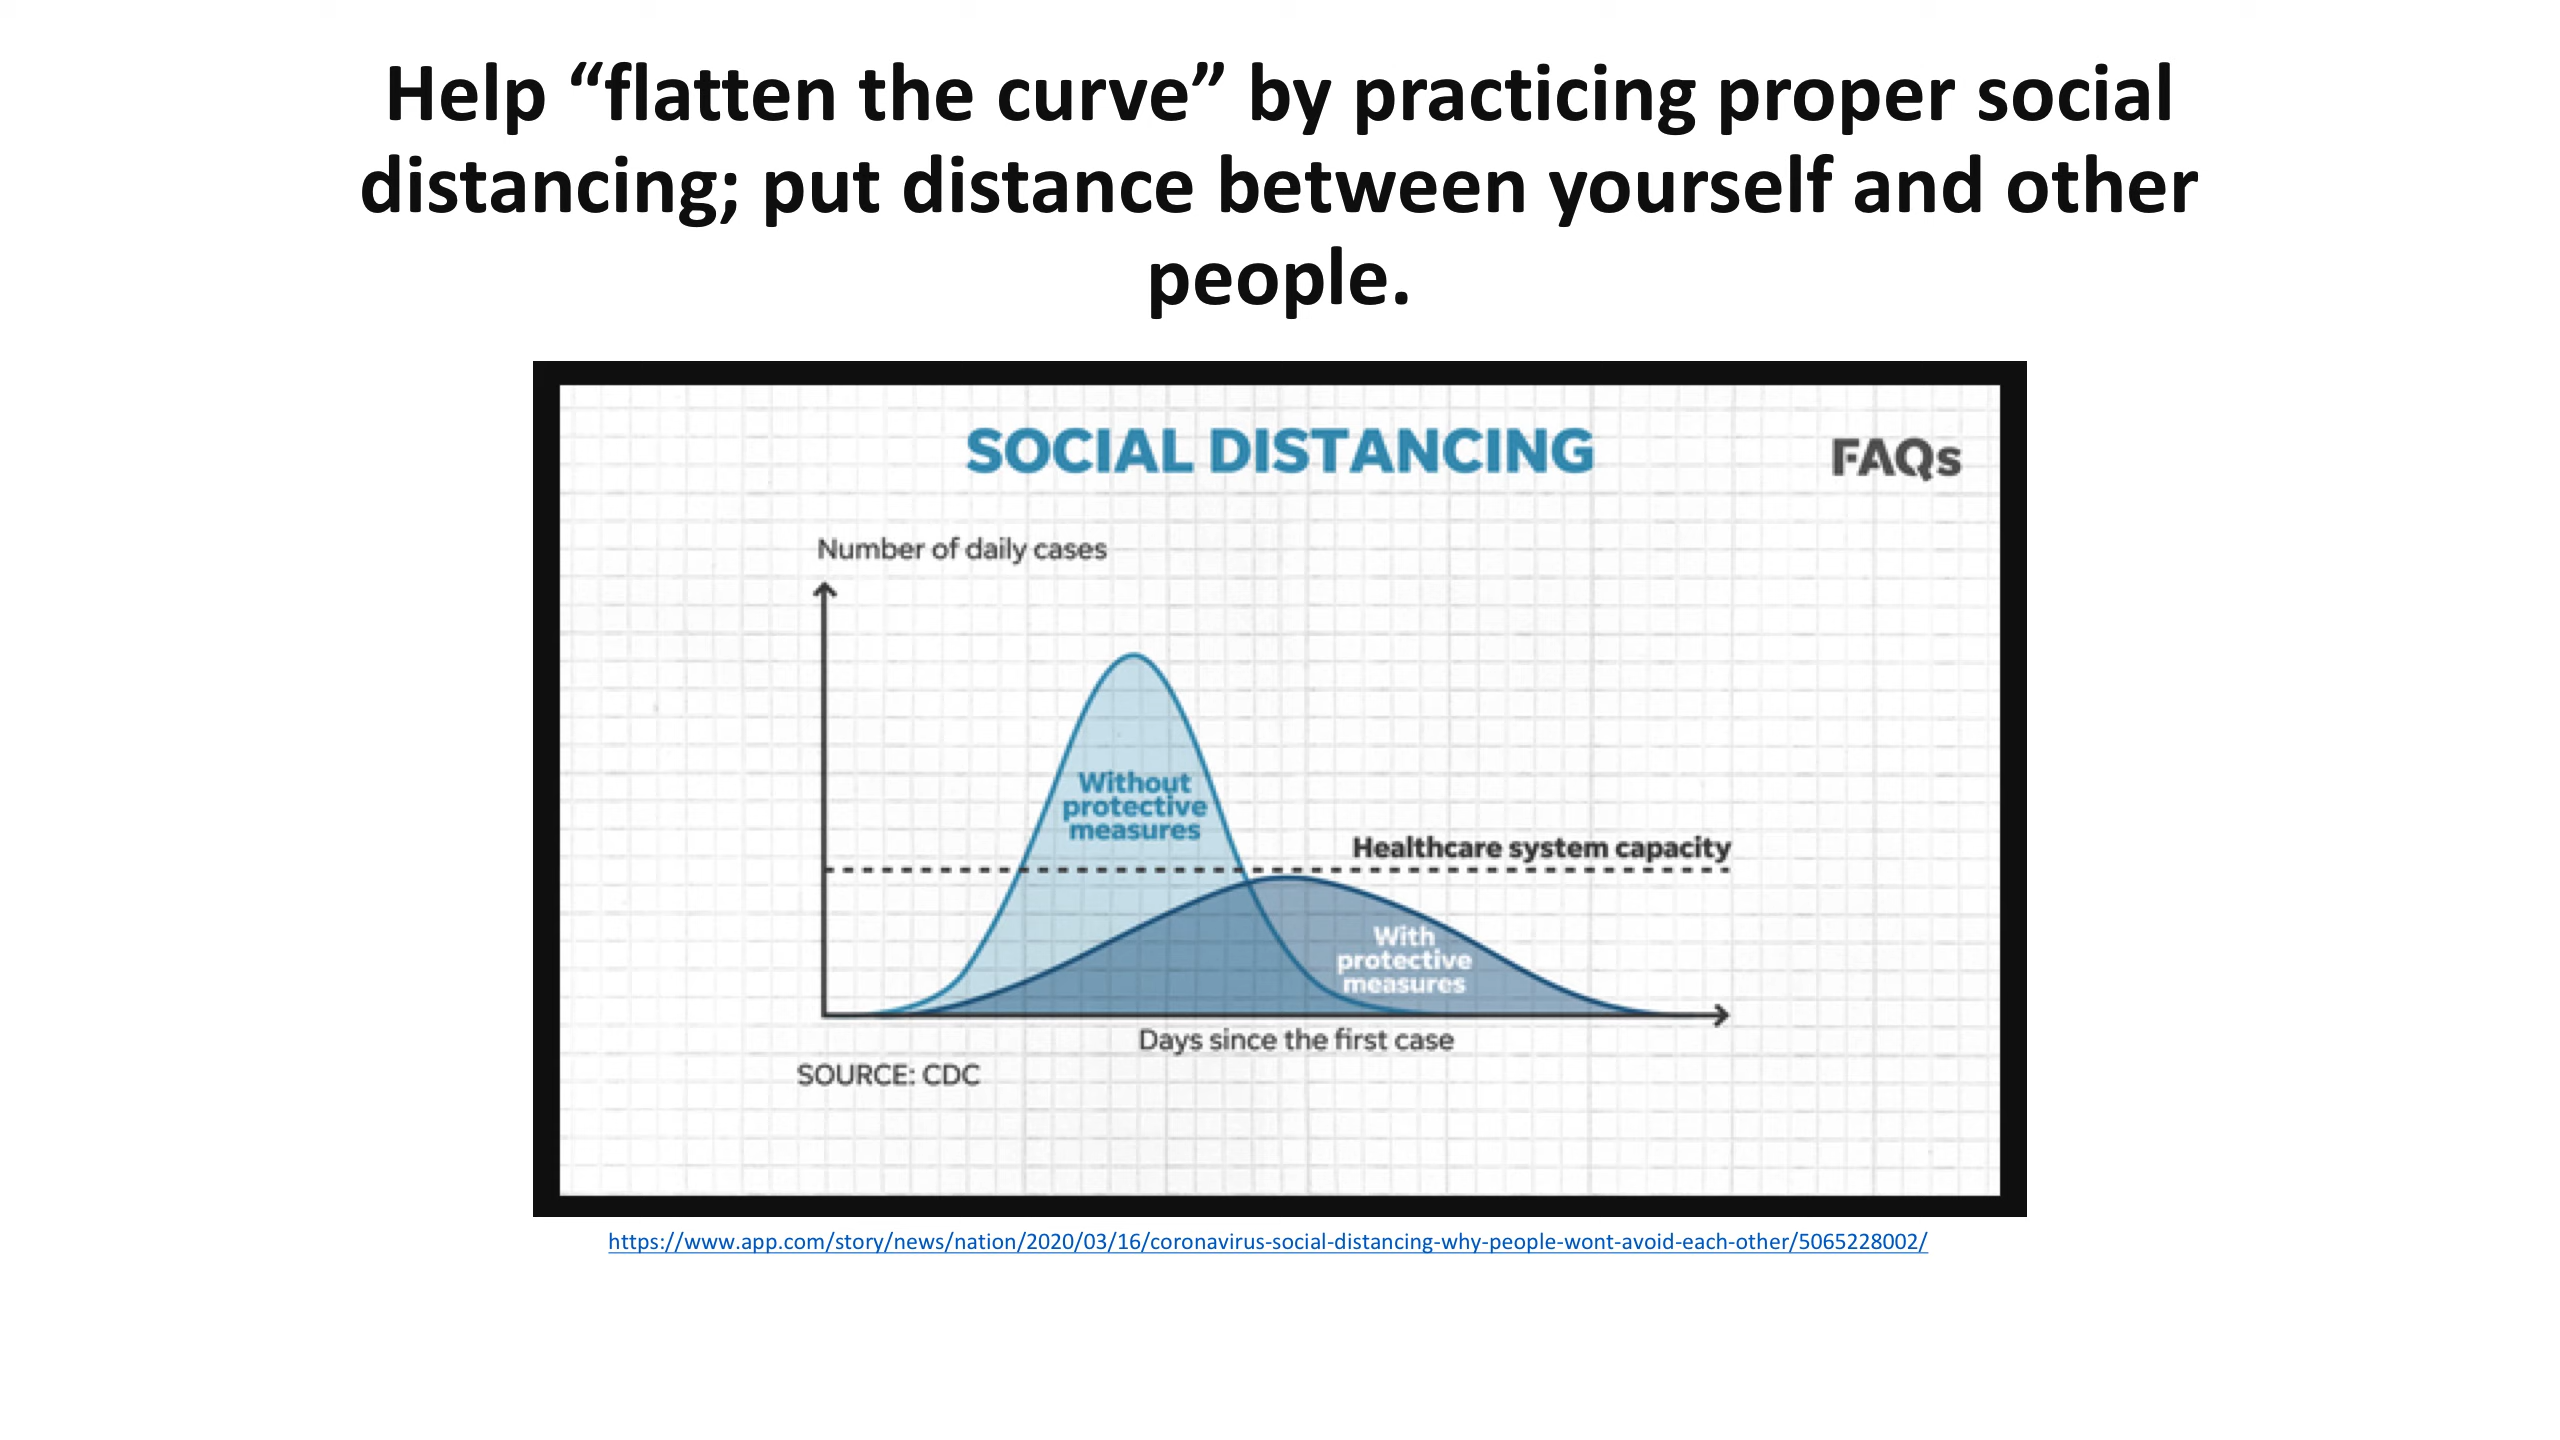 Help “flatten the curve” by practicing proper social
distancing; put distance between yourself and other
people.
SOCIAL DISTANCING
FAQs
Number of daily cases
Without
protective
measures
Healthcare system capacity
With
protective
measures
Days since the first case
SOURCE: CDC
https://www.app.com/story/news/nation/2020/03/16/coronavirus-social-distancing-why-people-wont-avoid-each-other/5065228002/